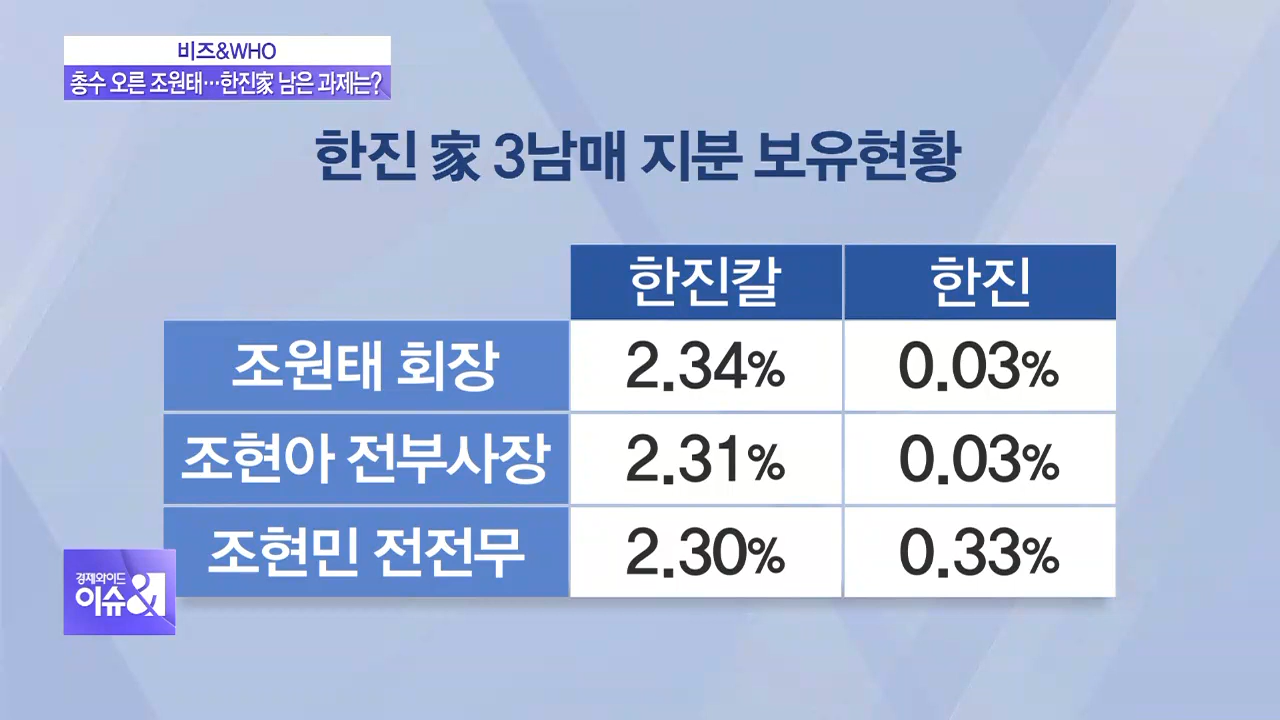 비즈&WHO
총수 오른 조원태…한진家 남은 과제는?
한진 家 3남매 지분 보유현황
한진칼 한진
조원태 회장 2.34% 0.03%
조현아 전부사장 2.31% 0.03%
조현민 전전무 2.30% 0.33%
경제와이드
이슈&